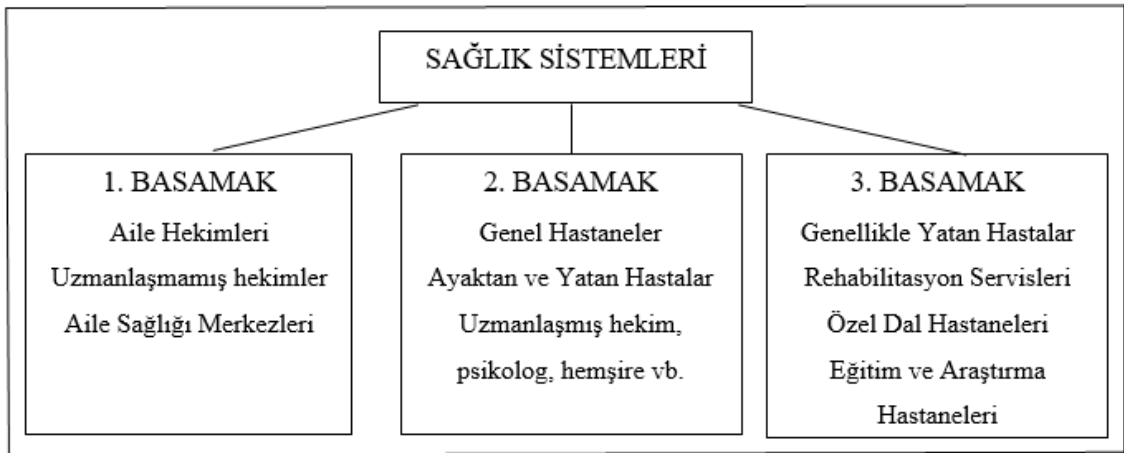 SAĞLIK SİSTEMLERİ
1. BASAMAK
Aile Hekimleri
Uzmanlaşmamış hekimler
Aile Sağlığı Merkezleri
2. BASAMAK
Genel Hastaneler
Ayaktan ve Yatan Hastalar
Uzmanlaşmış hekim,
psikolog, hemşire vb.
3. BASAMAK
Genellikle Yatan Hastalar
Rehabilitasyon Servisleri
Özel Dal Hastaneleri
Eğitim ve Araştırma
Hastaneleri